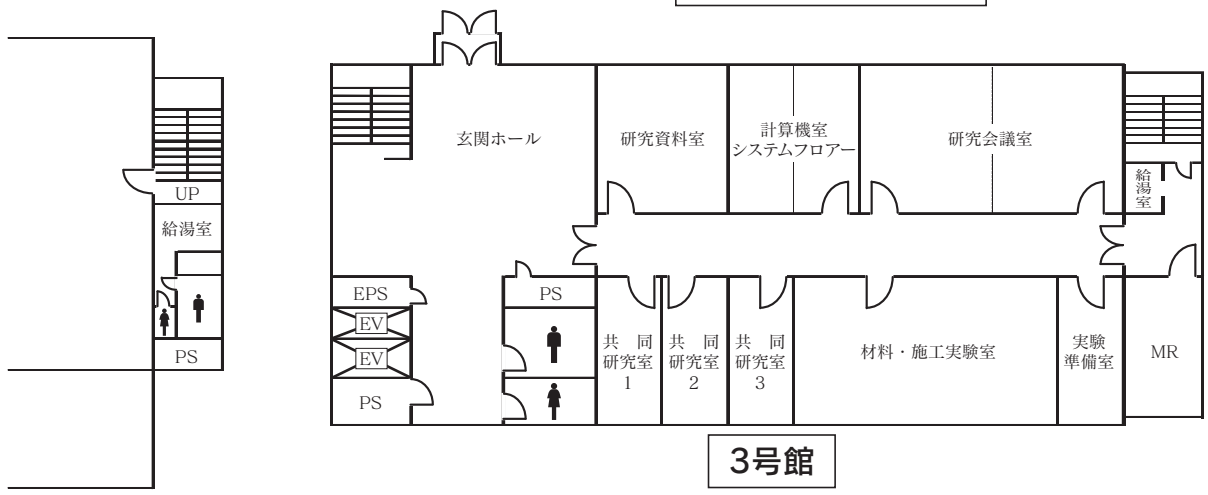 UP
給湯室
PS
玄関ホール
研究資料室
計算機室
システムフロアー
研究会議室
給湯室
EPS
EV
EV
PS
PS
共 同
研究室
1
共 同
研究室
2
共 同
研究室
3
材料・施工実験室
実験
準備室
MR
3号館